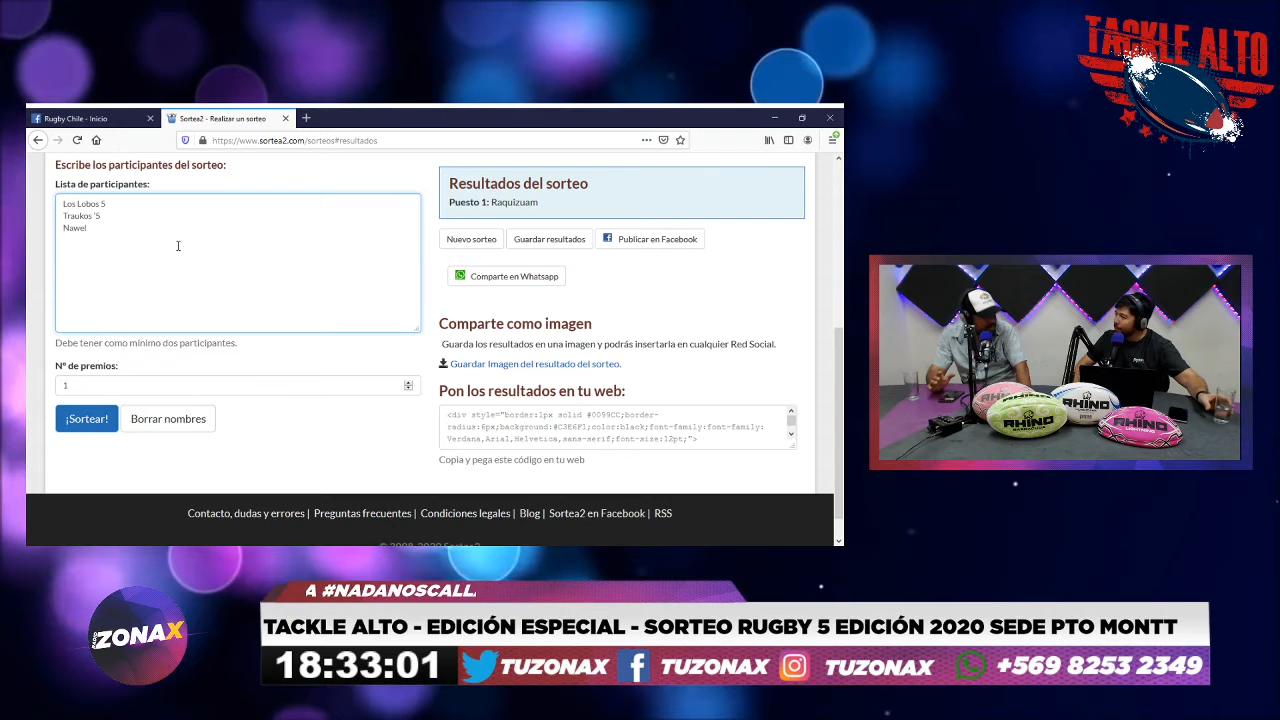 TACKLE ALTO
Rugby Chile - Inicio
Sortea2 - Realizar un sorteo
https://www.sortea2.com/sorteos#resultados
Escribe los participantes del sorteo:
Lista de participantes:
Los Lobos 5
Traukos '5
Nawel
Debe tener como mínimo dos participantes.
Nº de premios:
1
¡Sortear!
Borrar nombres
Resultados del sorteo
Puesto 1: Raquizuam
Nuevo sorteo
Guardar resultados
Publicar en Facebook
Comparte en Whatsapp
Comparte como imagen
Guarda los resultados en una imagen y podrás insertarla en cualquier Red Social.
Guardar Imagen del resultado del sorteo.
Pon los resultados en tu web:
<div style="border:1px solid #0099CC;border-
radius:6px;background:#C3E6F1;color:black;font-family:font-family:
Verdana,Arial,Helvetica,sans-serif;font-size:12pt;">
Copia y pega este código en tu web
Contacto, dudas y errores | Preguntas frecuentes | Condiciones legales | Blog | Sortea2 en Facebook | RSS
© 2008-2020 Sortea2
RHINO
RHINO
RHINO
A #NADANOSCALL
ZONAX
TACKLE ALTO - EDICIÓN ESPECIAL - SORTEO RUGBY 5 EDICIÓN 2020 SEDE PTO MONTT
18:33:01
TUZONAX
TUZONAX
TUZONAX
+569 8253 2349